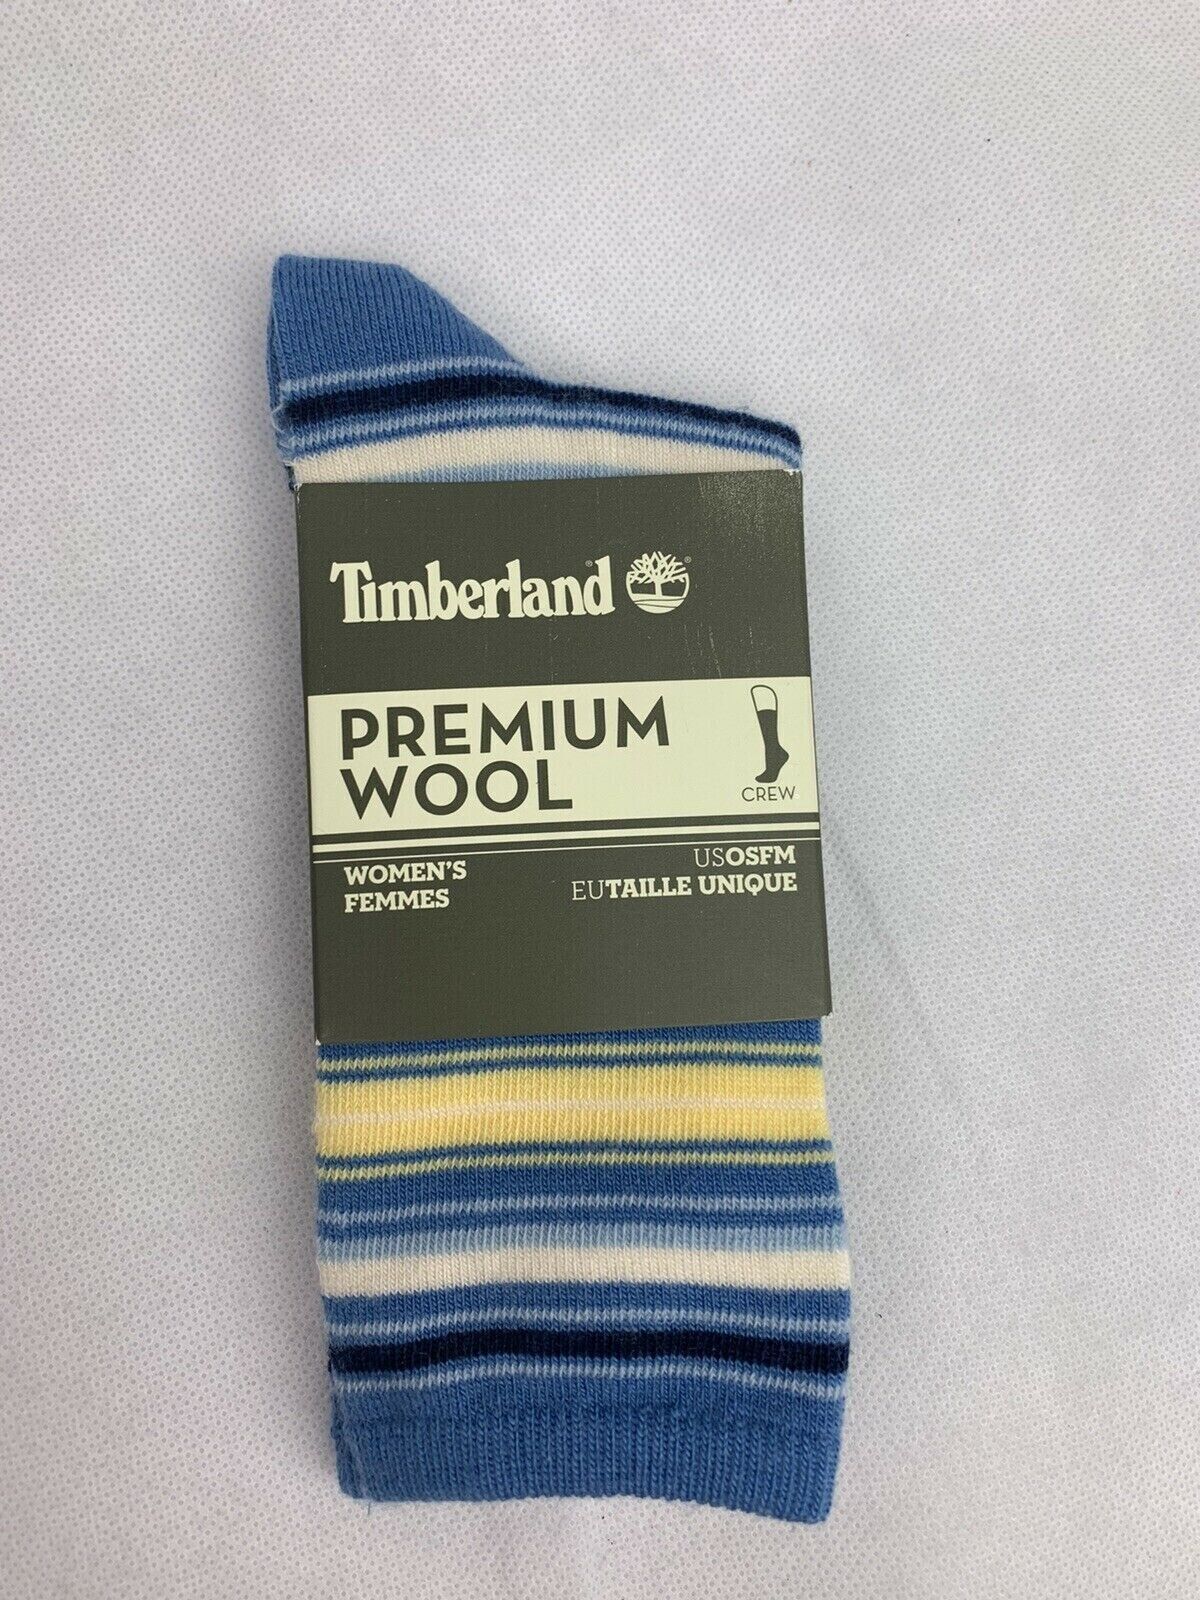 Timberland® ®
PREMIUM
WOOL
CREW
WOMEN'S
FEMMES
USOSFM
EUTAILLE UNIQUE